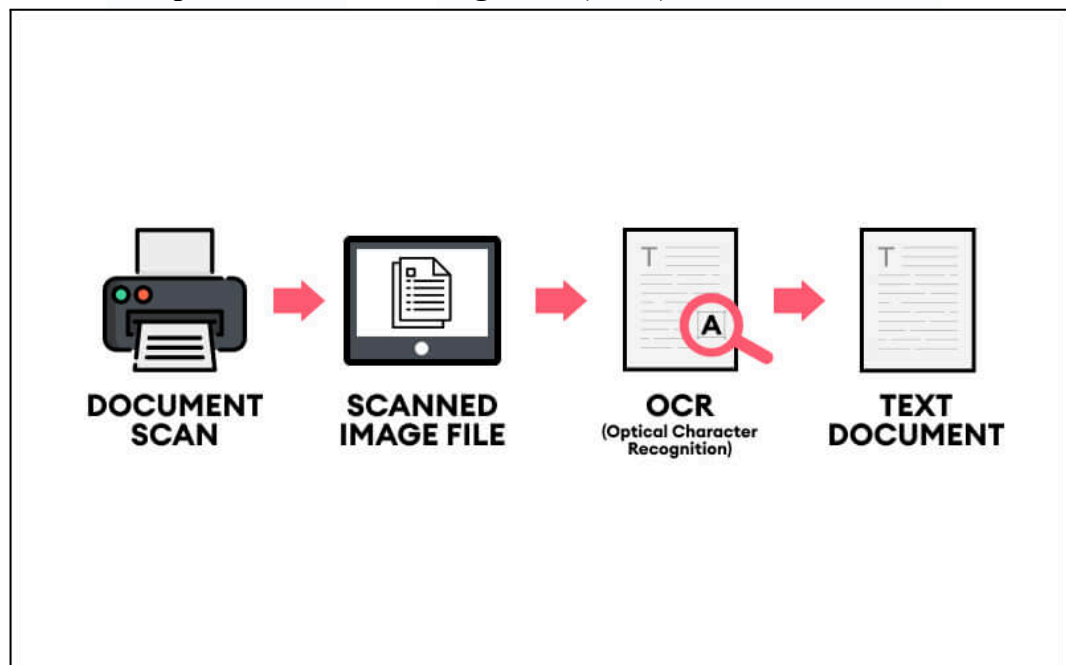 DOCUMENT
SCAN
SCANNED
IMAGE FILE
OCR
(Optical Character
Recognition)
TEXT
DOCUMENT
T
A
T